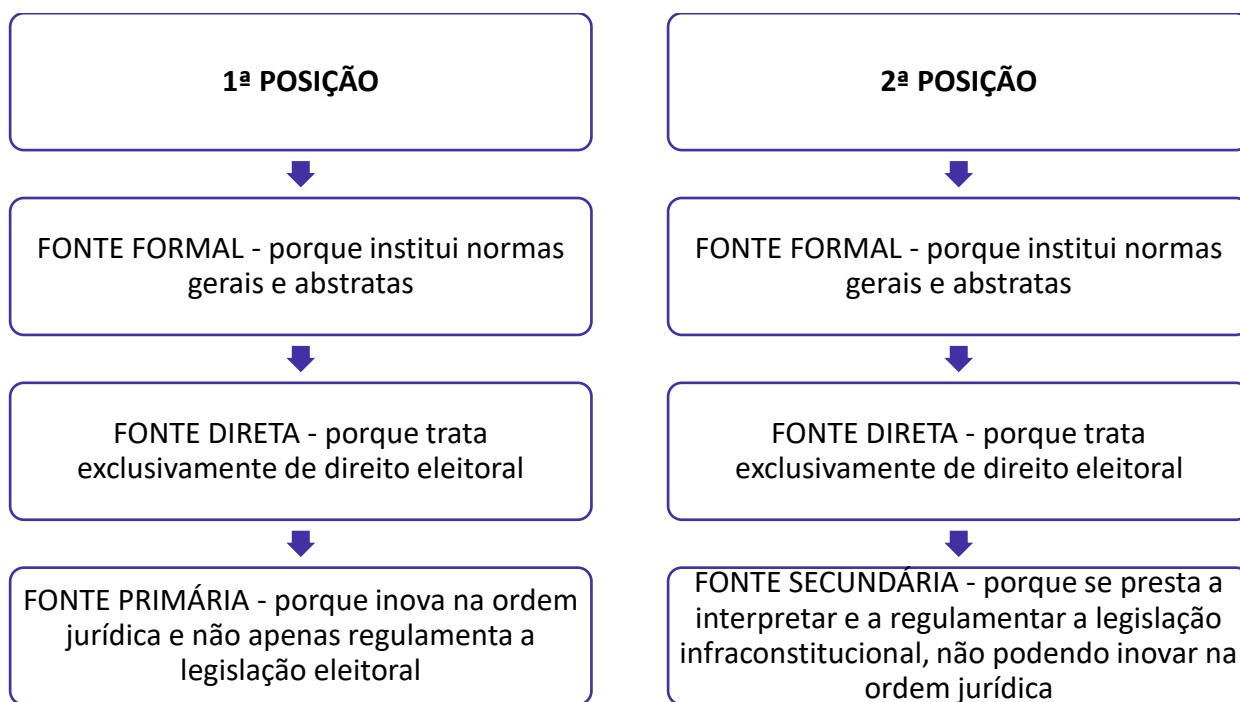 1ª POSIÇÃO
FONTE FORMAL - porque institui normas
gerais e abstratas
FONTE DIRETA - porque trata
exclusivamente de direito eleitoral
FONTE PRIMÁRIA - porque inova na ordem
jurídica e não apenas regulamenta a
legislação eleitoral
2ª POSIÇÃO
FONTE FORMAL - porque institui normas
gerais e abstratas
FONTE DIRETA - porque trata
exclusivamente de direito eleitoral
FONTE SECUNDÁRIA - porque se presta a
interpretar e a regulamentar a legislação
infraconstitucional, não podendo inovar na
ordem jurídica